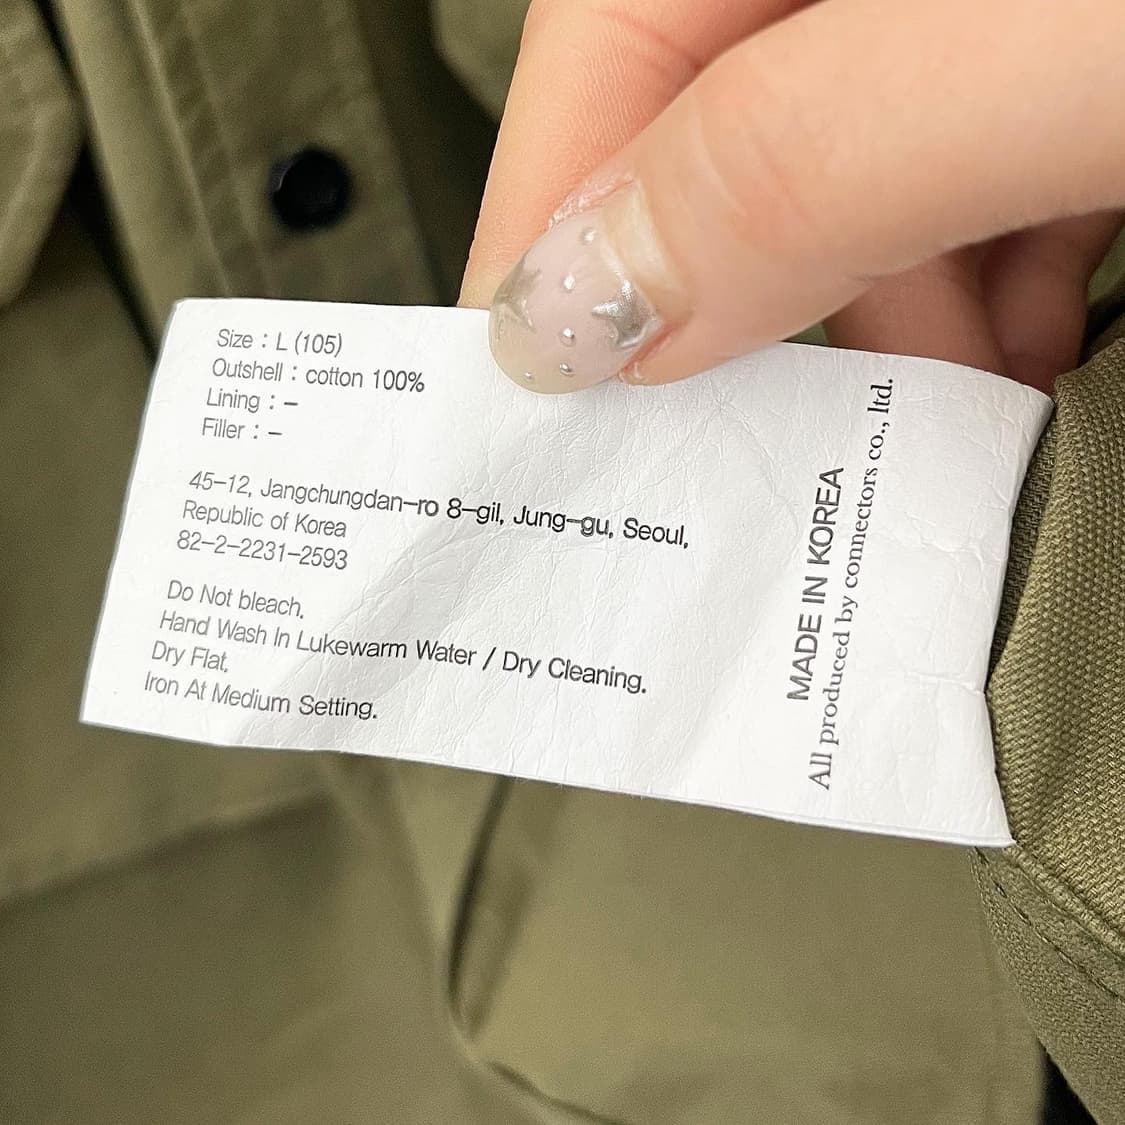 Size : L (105)
Outshell : cotton 100%
Lining : –
Filler : –
45–12, Jangchungdan–ro 8–gil, Jung–gu, Seoul,
Republic of Korea
82–2–2231–2593
Do Not bleach,
Hand Wash In Lukewarm Water / Dry Cleaning.
Dry Flat,
Iron At Medium Setting.
MADE IN KOREA
All produced by connectors co., ltd.